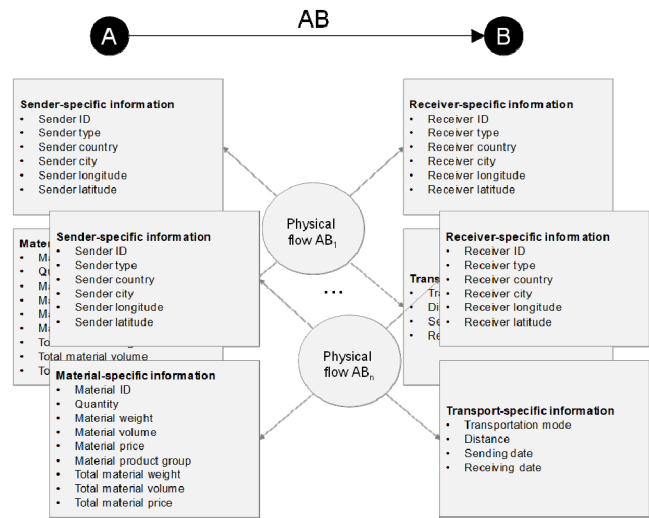 AB
A
B
Sender-specific information
• Sender ID
• Sender type
• Sender country
• Sender city
• Sender longitude
• Sender latitude
Receiver-specific information
• Receiver ID
• Receiver type
• Receiver country
• Receiver city
• Receiver longitude
• Receiver latitude
Physical
flow AB1
Sender-specific information
• Sender ID
• Sender type
• Sender country
• Sender city
• Sender longitude
• Sender latitude
Receiver-specific information
• Receiver ID
• Receiver type
• Receiver country
• Receiver city
• Receiver longitude
• Receiver latitude
...
Total material volume
Physical
flow ABn
Material-specific information
• Material ID
• Quantity
• Material weight
• Material volume
• Material price
• Material product group
• Total material weight
• Total material volume
• Total material price
Transport-specific information
• Transportation mode
• Distance
• Sending date
• Receiving date